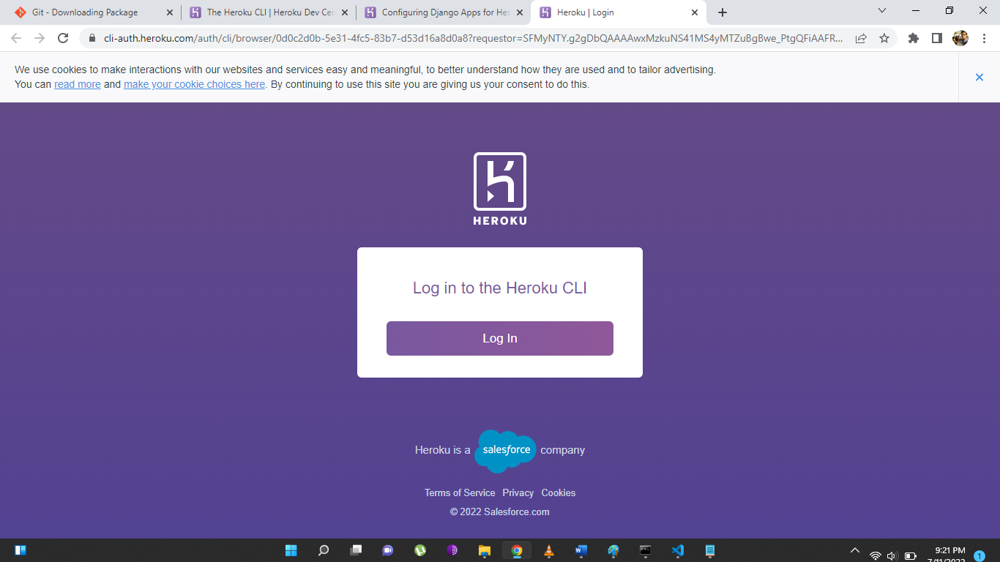 Git - Downloading Package
The Heroku CLI | Heroku Dev Cen
Configuring Django Apps for Her
Heroku | Login
cli-auth.heroku.com/auth/cli/browser/0d0c2d0b-5e31-4fc5-83b7-d53d16a8d0a8?requestor=SFMyNTY.g2gDbQAAAAwxMzkuNS41MS4yMTZuBgBwe_PtgQFiAAFR...
We use cookies to make interactions with our websites and services easy and meaningful, to better understand how they are used and to tailor advertising.
You can read more and make your cookie choices here. By continuing to use this site you are giving us your consent to do this.
HEROKU
Log in to the Heroku CLI
Log In
Heroku is a salesforce company
Terms of Service Privacy Cookies
© 2022 Salesforce.com
9:21 PM
7/11/2022
1